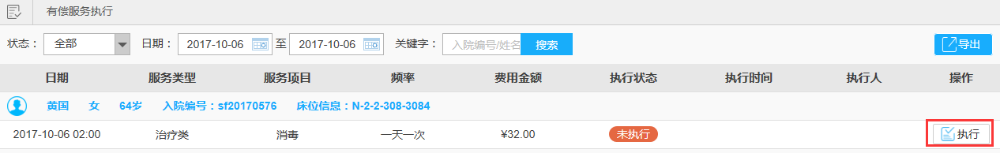 有偿服务执行
状态： 全部 日期： 2017-10-06 至 2017-10-06 关键字： 入院编号/姓名 搜索 导出
日期 服务类型 服务项目 频率 费用金额 执行状态 执行时间 执行人 操作
黄国 女 64岁 入院编号：sf20170576 床位信息：N-2-2-308-3084
2017-10-06 02:00 治疗类 消毒 一天一次 ¥32.00 未执行 执行